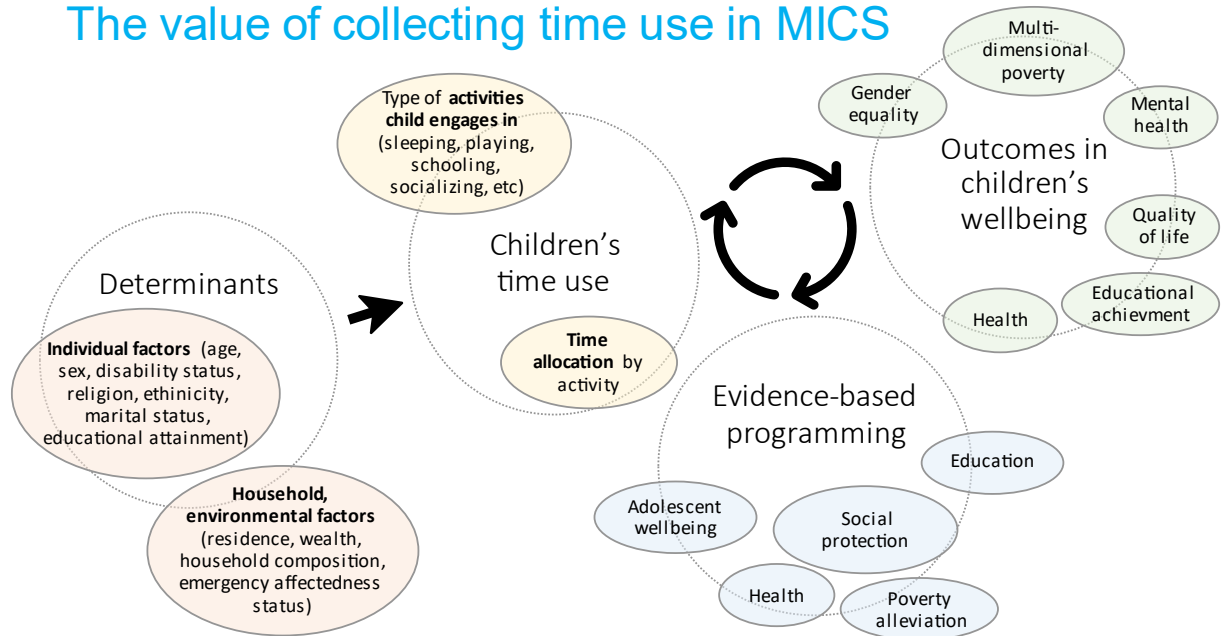 The value of collecting time use in MICS
Determinants
Individual factors (age,
sex, disability status,
religion, ethinicity,
marital status,
educational attainment)
Household,
environmental factors
(residence, wealth,
household composition,
emergency affectedness
status)
Type of activities
child engages in
(sleeping, playing,
schooling,
socializing, etc)
Children’s
time use
Time
allocation by
activity
Outcomes in
children’s
wellbeing
Gender
equality
Multi-
dimensional
poverty
Mental
health
Quality
of life
Educational
achievment
Health
Evidence-based
programming
Education
Adolescent
wellbeing
Social
protection
Health
Poverty
alleviation